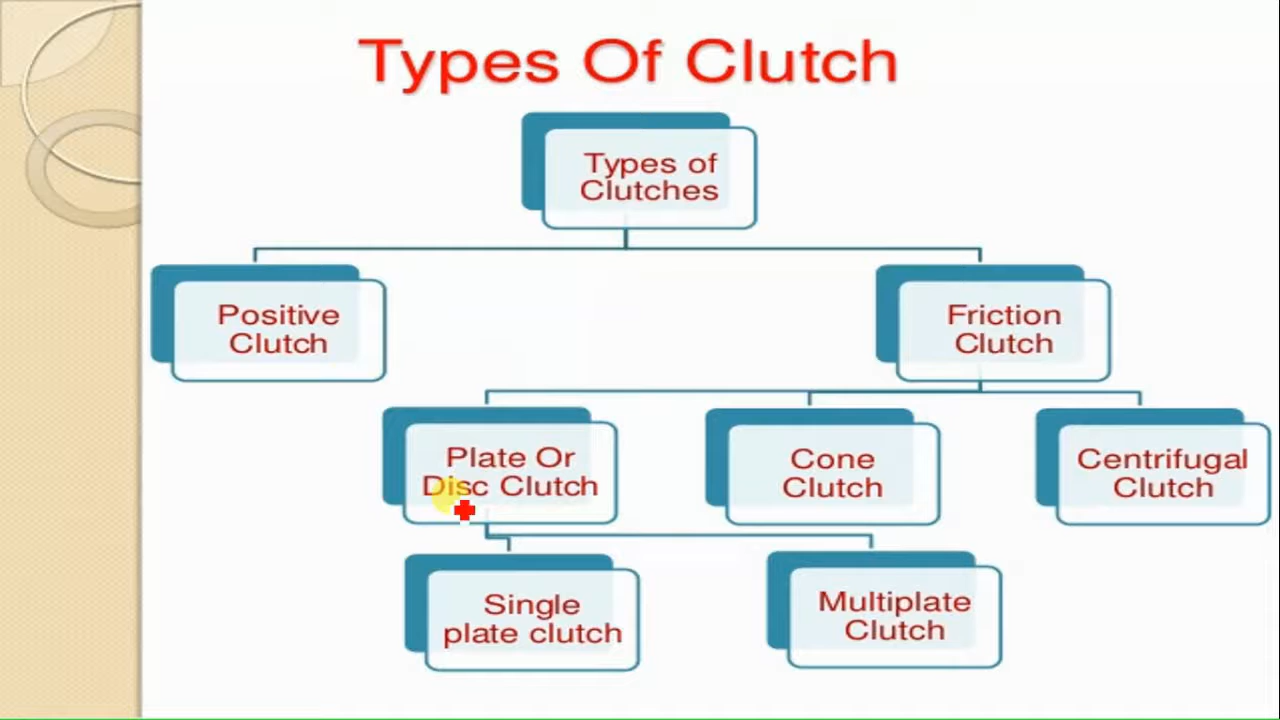 Types Of Clutch
Types of
Clutches
Positive
Clutch
Friction
Clutch
Plate Or
Disc Clutch
Cone
Clutch
Centrifugal
Clutch
Single
plate clutch
Multiplate
Clutch